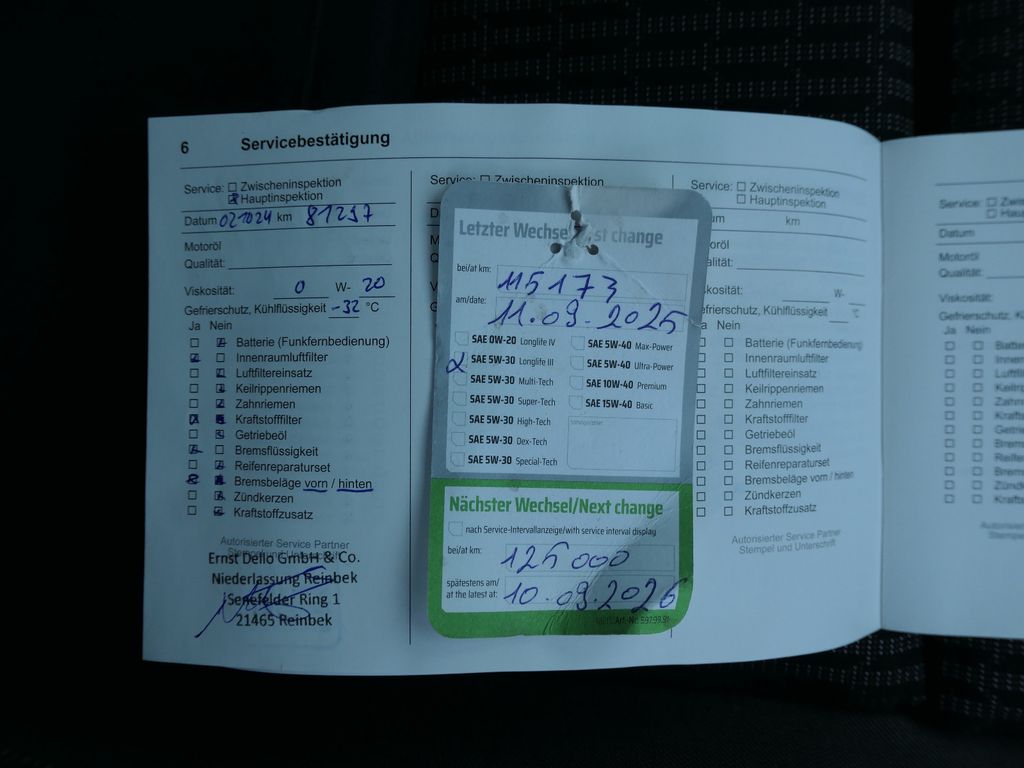 6 Servicebestätigung
Service: Zwischeninspektion
Hauptinspektion
Datum 021024 km 81257
Motoröl
Qualität:
Viskosität: 0 W- 20
Gefrierschutz, Kühlflüssigkeit -32 °C
Ja Nein
Batterie (Funkfernbedienung)
Innenraumluftfilter
Luftfiltereinsatz
Keilrippenriemen
Zahnriemen
Kraftstofffilter
Getriebeöl
Bremsflüssigkeit
Reifenreparaturset
Bremsbeläge vorn / hinten
Zündkerzen
Kraftstoffzusatz
Autorisierter Service Partner
Stempel und Unterschrift
Ernst Dello GmbH & Co.
Niederlassung Reinbek
Senefelder Ring 1
21465 Reinbek
Service: Zwischeninspektion
Letzter Wechsel change
bei/at km: 115173
am/date: 11.09.2025
SAE 0W-20 Longlife IV
SAE 5W-30 Longlife III
SAE 5W-30 Multi-Tech
SAE 5W-30 Super-Tech
SAE 5W-30 High-Tech
SAE 5W-30 Dex-Tech
SAE 5W-30 Special-Tech
SAE 5W-40 Max-Power
SAE 5W-40 Ultra-Power
SAE 10W-40 Premium
SAE 15W-40 Basic
Nächster Wechsel/Next change
nach Service-Intervallanzeige/with service interval display
bei/at km: 125000
spätestens am/
at the latest at: 10.09.2026
Service: Zwischeninspektion
Hauptinspektion
km
Qualität:
Viskosität: W-
Gefrierschutz, Kühlflüssigkeit °C
Nein
Batterie (Funkfernbedienung)
Innenraumluftfilter
Luftfiltereinsatz
Keilrippenriemen
Zahnriemen
Kraftstofffilter
Getriebeöl
Bremsflüssigkeit
Reifenreparaturset
Bremsbeläge vorn / hinten
Zündkerzen
Kraftstoffzusatz
Autorisierter Service Partner
Stempel und Unterschrift
Service:
Datum
Motoröl
Qualität:
Viskosität:
Ja Nein